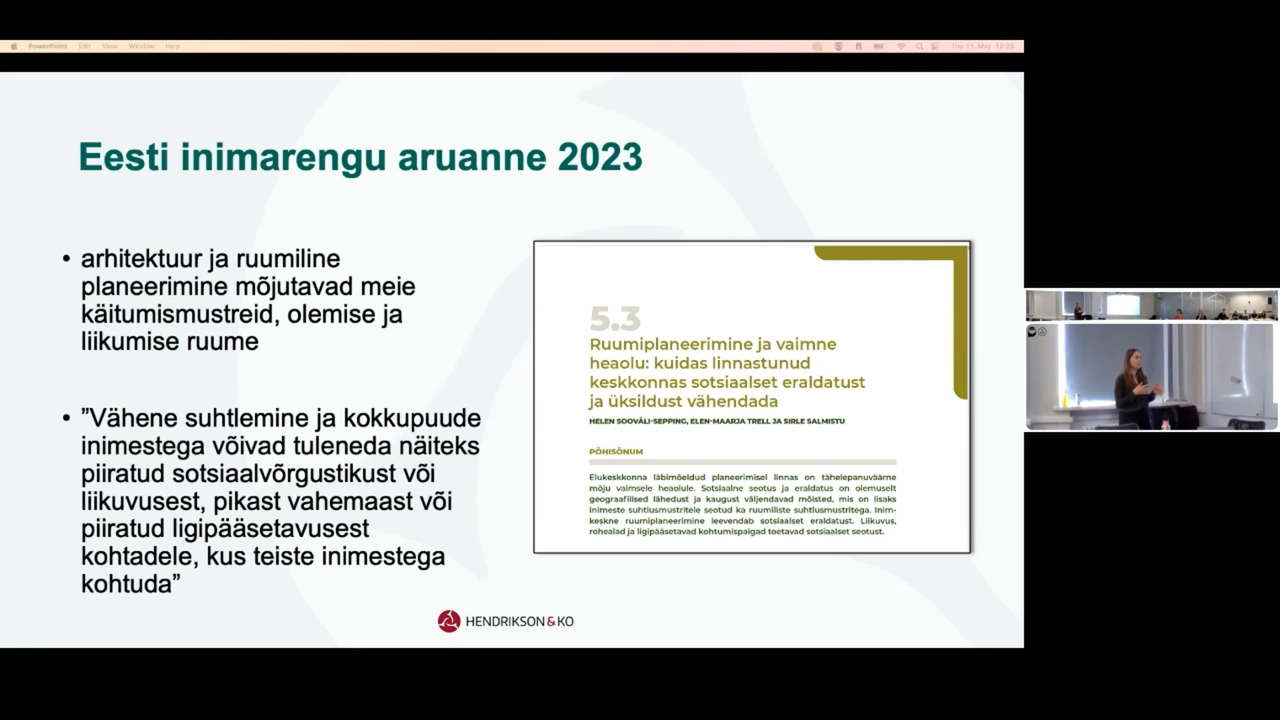 PowerPoint Edit View Window Help
Thu 11. May 12:25
Eesti inimarengu aruanne 2023
• arhitektuur ja ruumiline
planeerimine mõjutavad meie
käitumismustreid, olemise ja
liikumise ruume
• ”Vähene suhtlemine ja kokkupuude
inimestega võivad tuleneda näiteks
piiratud sotsiaalvõrgustikust või
liikuvusest, pikast vahemaast või
piiratud ligipääsetavusest
kohtadele, kus teiste inimestega
kohtuda”
5.3
Ruumiplaneerimine ja vaimne
heaolu: kuidas linnastunud
keskkonnas sotsiaalset eraldatust
ja üksildust vähendada
HELEN SOOVÄLI-SEPPING, ELEN-MAARJA TRELL JA SIRLE SALMISTU
PÕHISÕNUM
Elukeskkonna läbimõeldud planeerimisel linnas on tähelepanuväärne
mõju vaimsele heaolule. Sotsiaalne seotus ja eraldatus on olemuselt
geograafilised lähedust ja kaugust väljendavad mõisted, mis on lisaks
inimeste suhtlusmustritele seotud ka ruumiliste suhtlusmustritega. Inim-
keskne ruumiplaneerimine leevendab sotsiaalset eraldatust. Liikuvus,
rohealad ja ligipääsetavad kohtumispaigad toetavad sotsiaalset seotust.
HENDRIKSON&KO